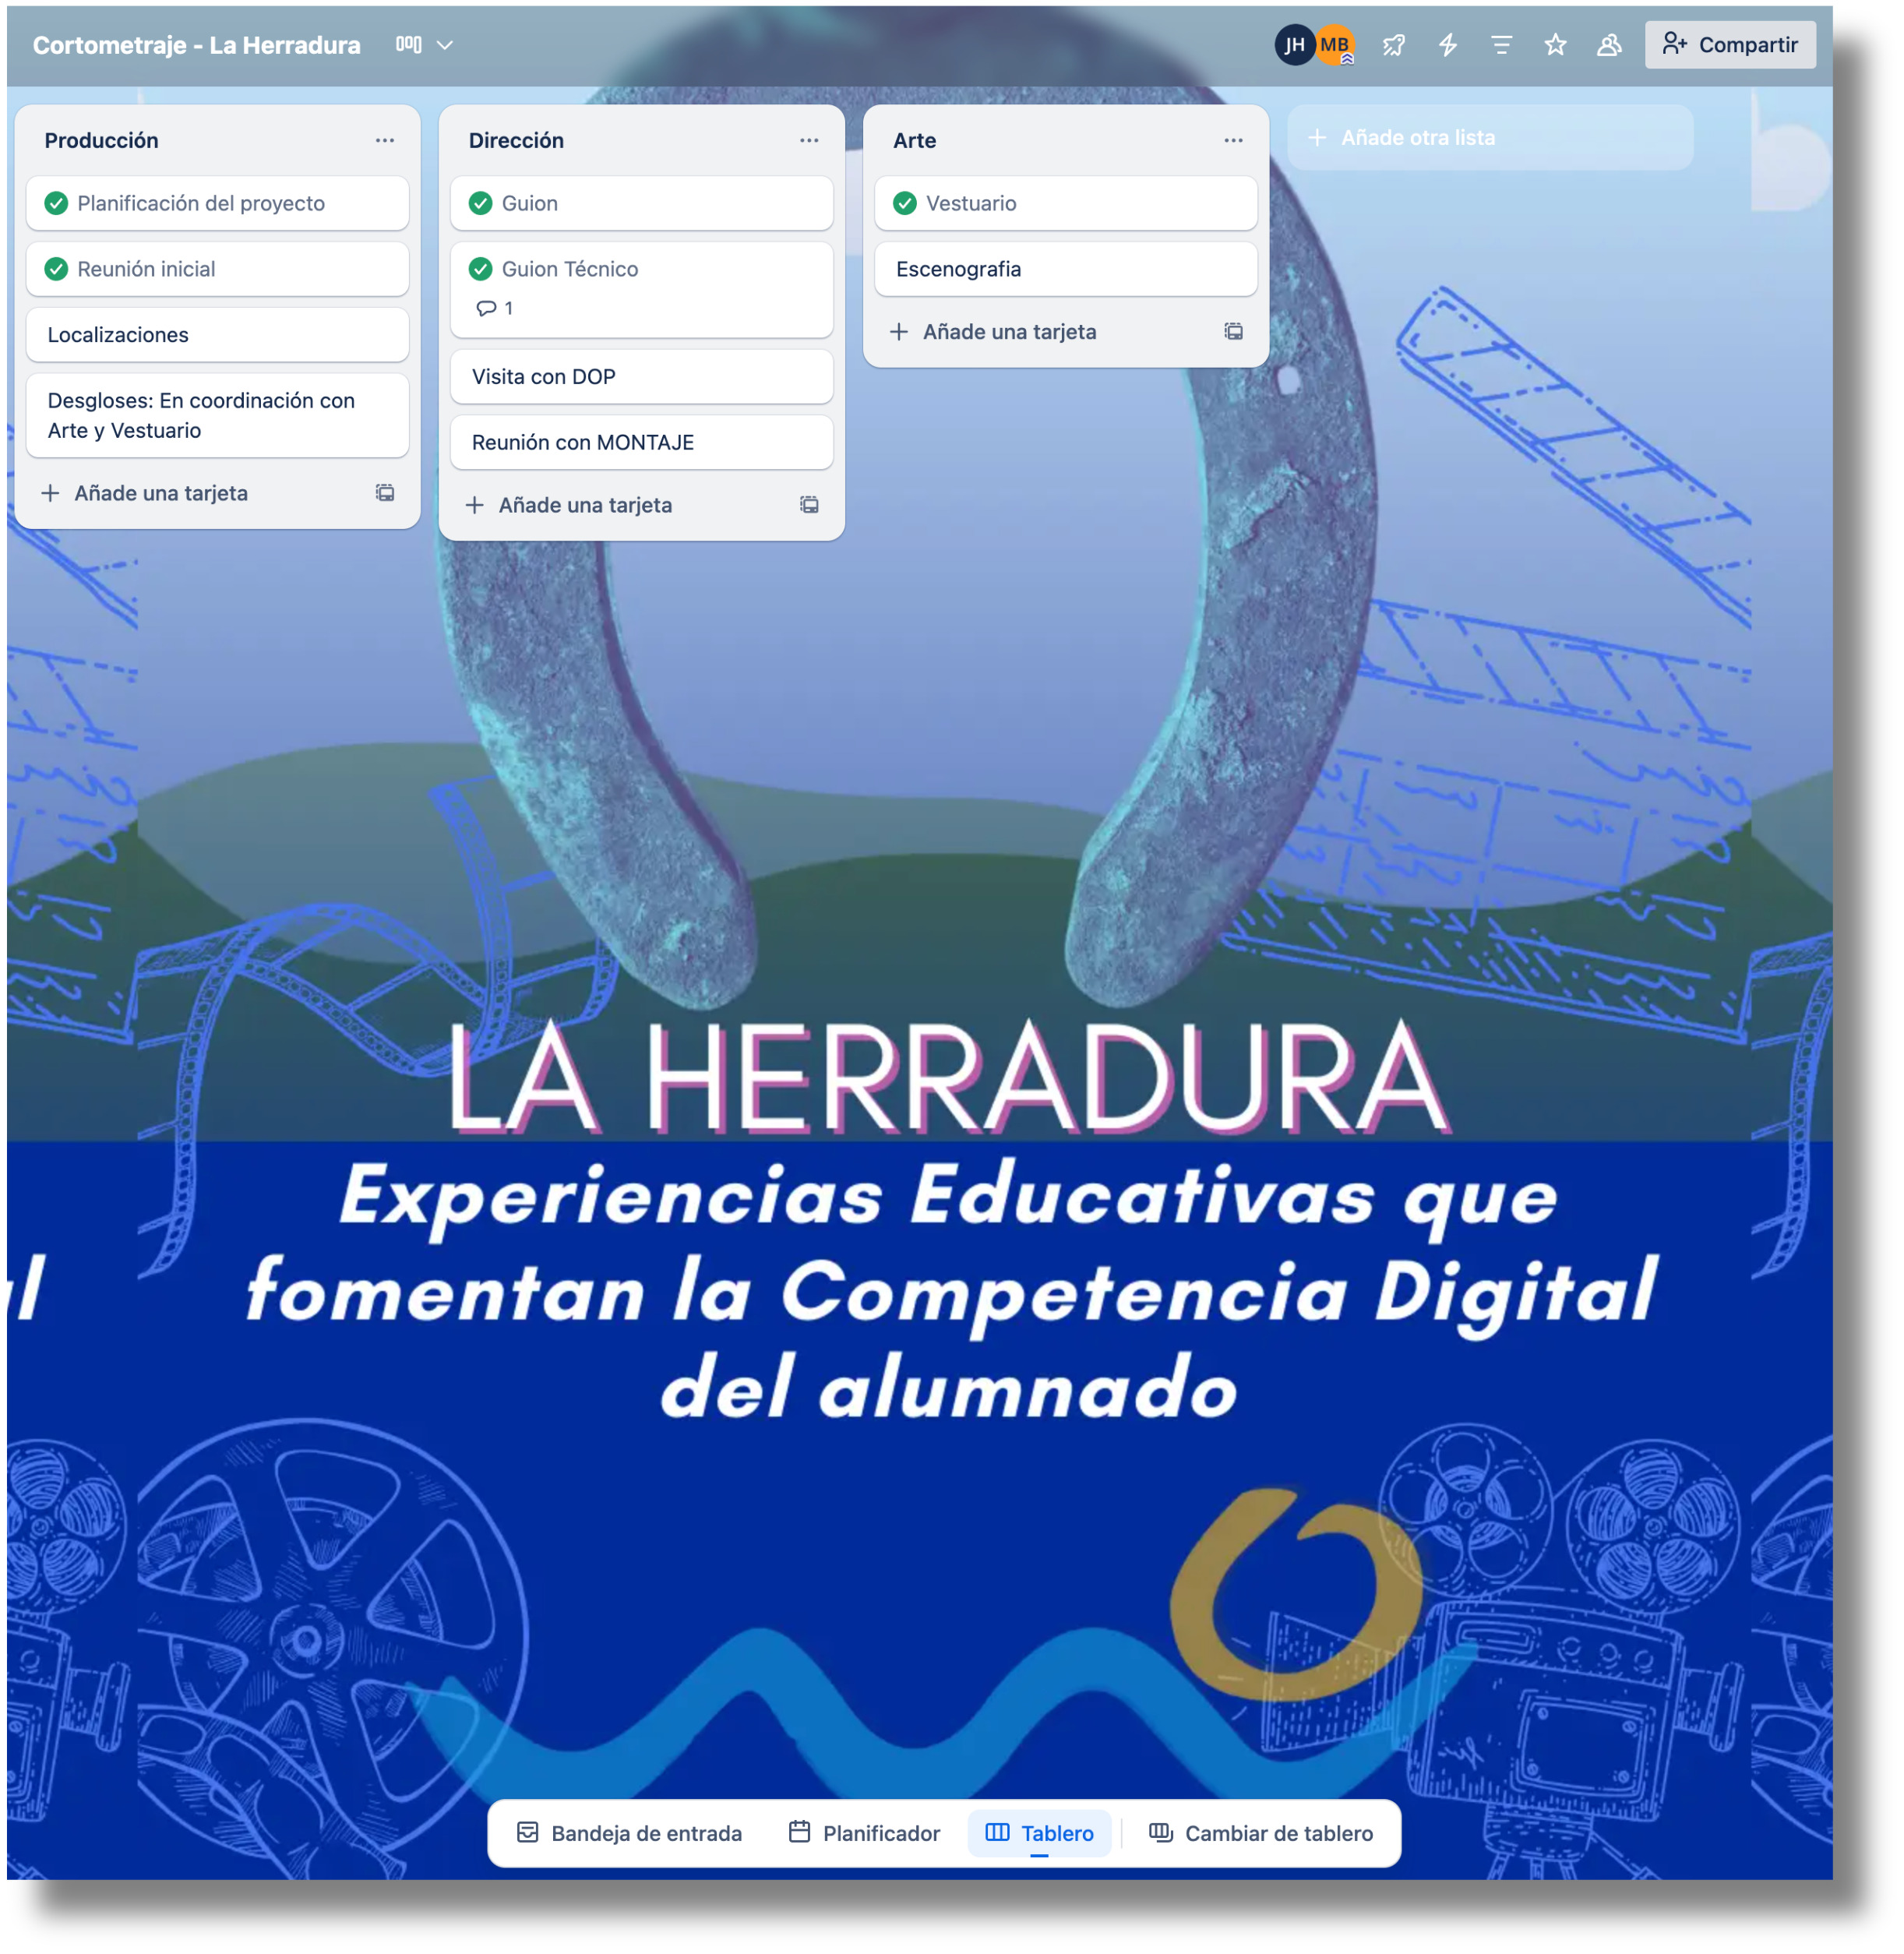 Cortometraje - La Herradura
JH MB Compartir
Producción
Planificación del proyecto
Reunión inicial
Localizaciones
Desgloses: En coordinación con
Arte y Vestuario
Añade una tarjeta
Dirección
Guion
Guion Técnico
1
Visita con DOP
Reunión con MONTAJE
Añade una tarjeta
Arte
Vestuario
Escenografia
Añade una tarjeta
Añade otra lista
LA HERRADURA
Experiencias Educativas que
fomentan la Competencia Digital
del alumnado
Bandeja de entrada Planificador Tablero Cambiar de tablero